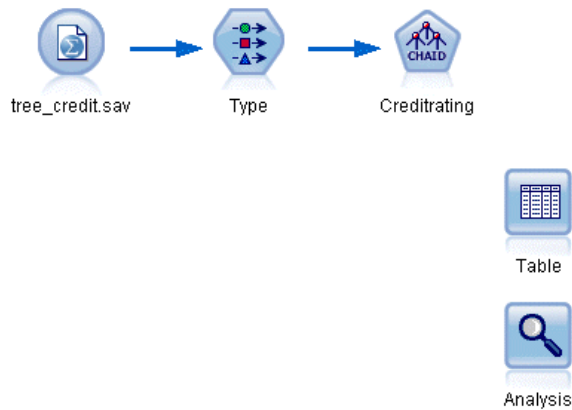 CHAID
tree_credit.sav
Type
Creditrating
Table
Analysis